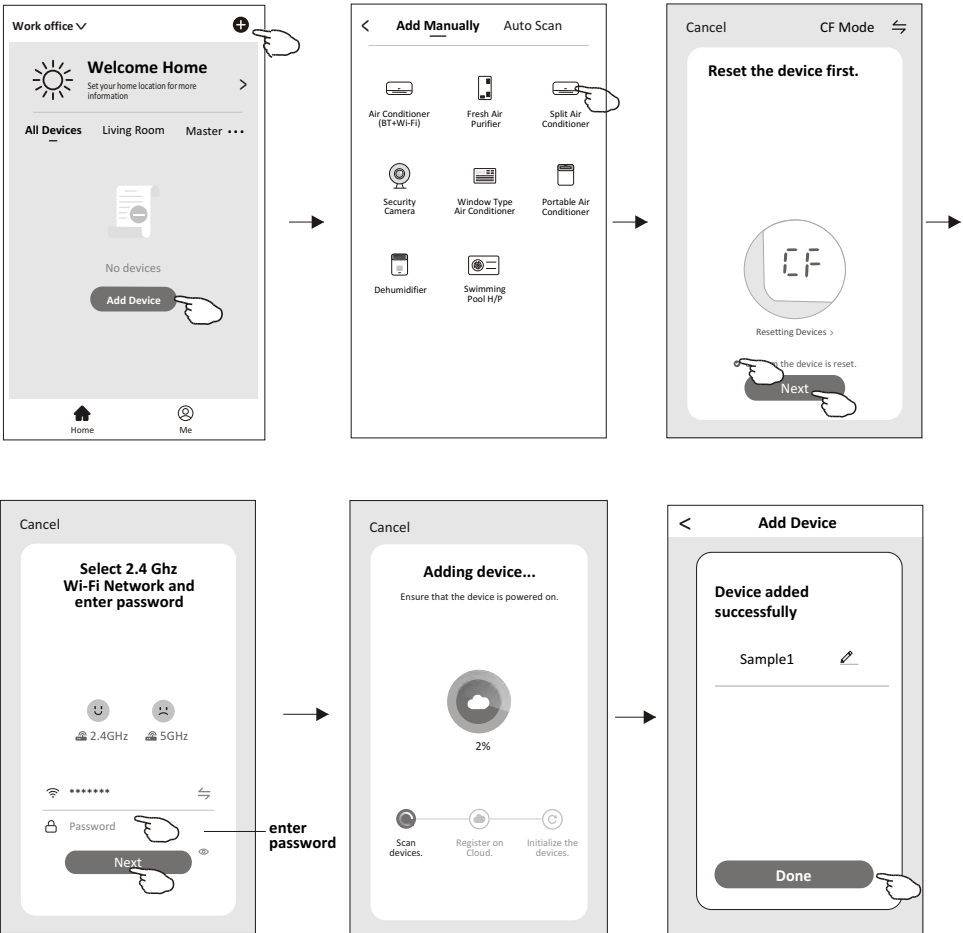 Work office
Welcome Home
Set your home location for more
information
All Devices Living Room Master
No devices
Add Device
Home Me
Add Manually Auto Scan
Air Conditioner
(BT+Wi-Fi)
Fresh Air
Purifier
Split Air
Conditioner
Security
Camera
Window Type
Air Conditioner
Portable Air
Conditioner
Dehumidifier
Swimming
Pool H/P
Cancel CF Mode
Reset the device first.
CF
Resetting Devices >
the device is reset.
Next
Cancel
Select 2.4 Ghz
Wi-Fi Network and
enter password
2.4GHz 5GHz
*******
Password
Next
enter
password
Cancel
Adding device...
Ensure that the device is powered on.
2%
Scan
devices.
Register on
Cloud.
Initialize the
devices.
< Add Device
Device added
successfully
Sample1
Done